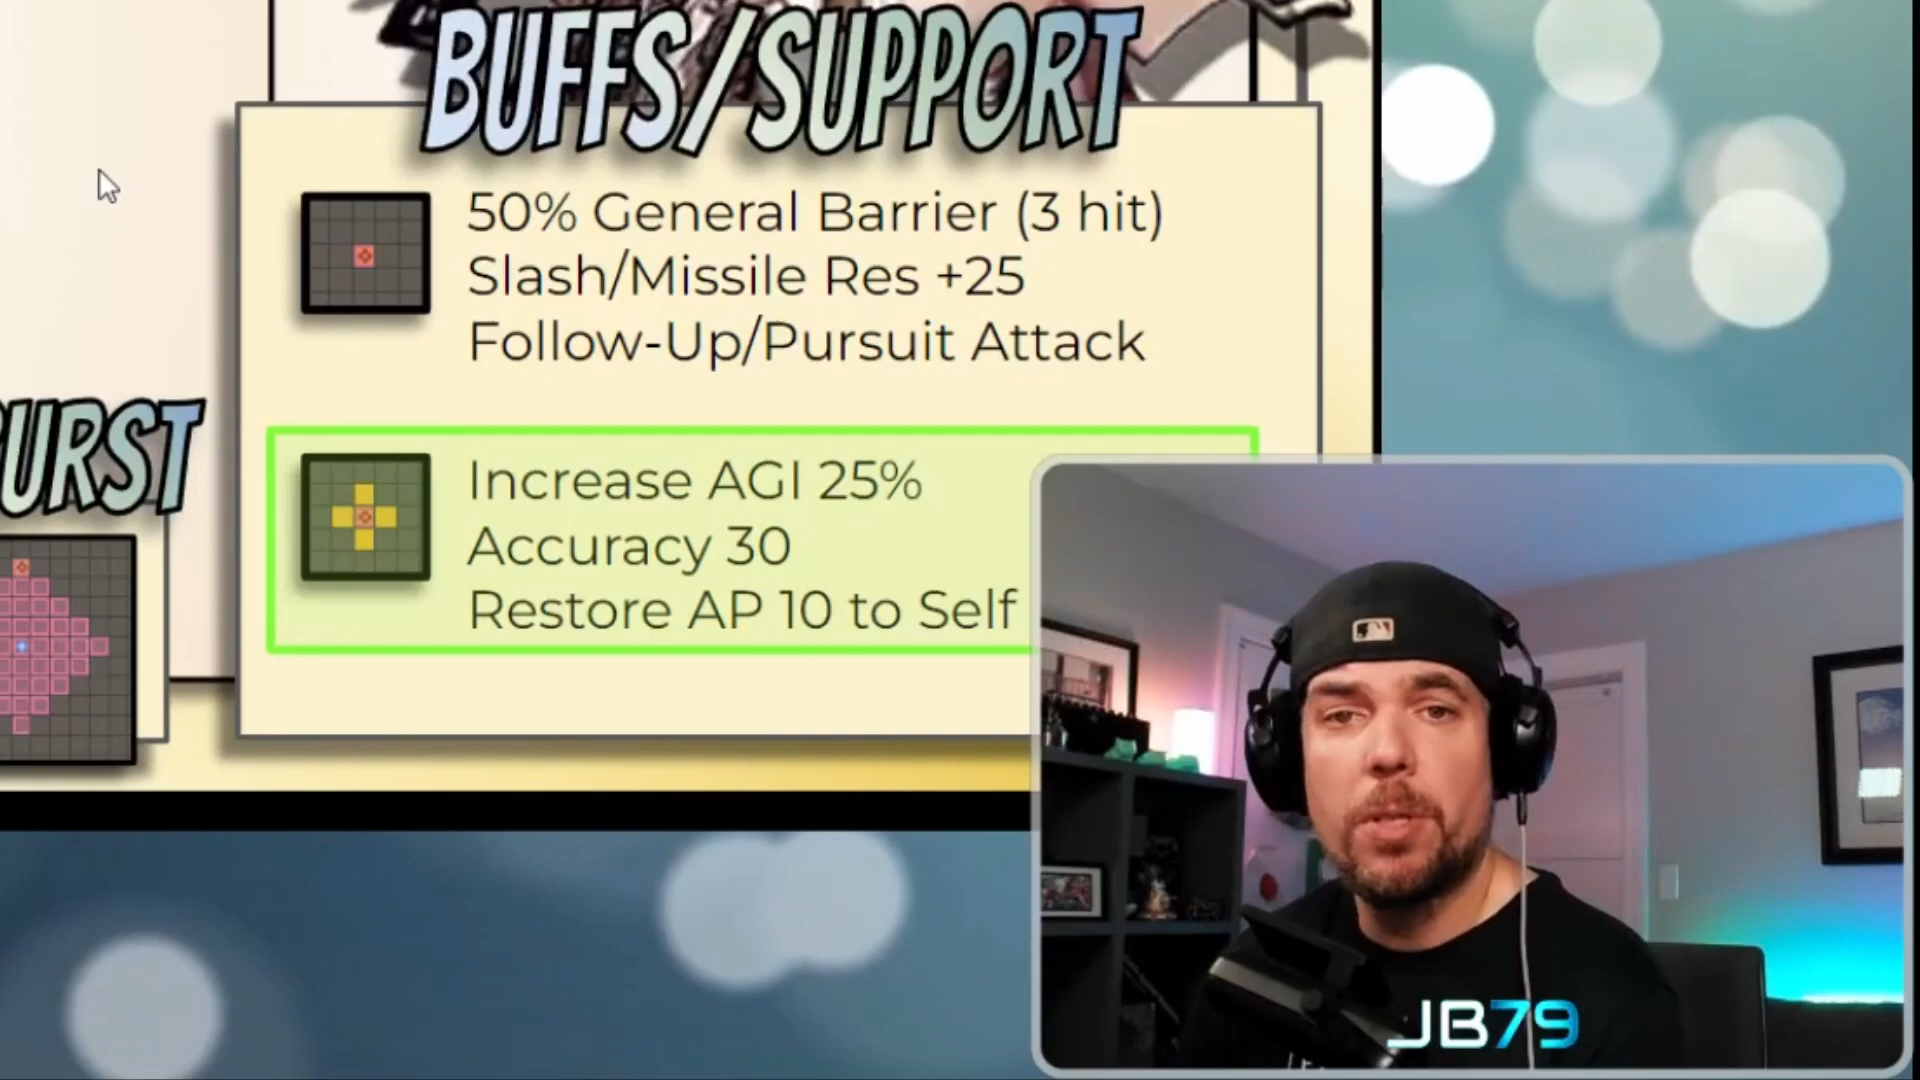 BUFFS/SUPPORT
50% General Barrier (3 hit)
Slash/Missile Res +25
Follow-Up/Pursuit Attack
URST
Increase AGI 25%
Accuracy 30
Restore AP 10 to Self
JB79